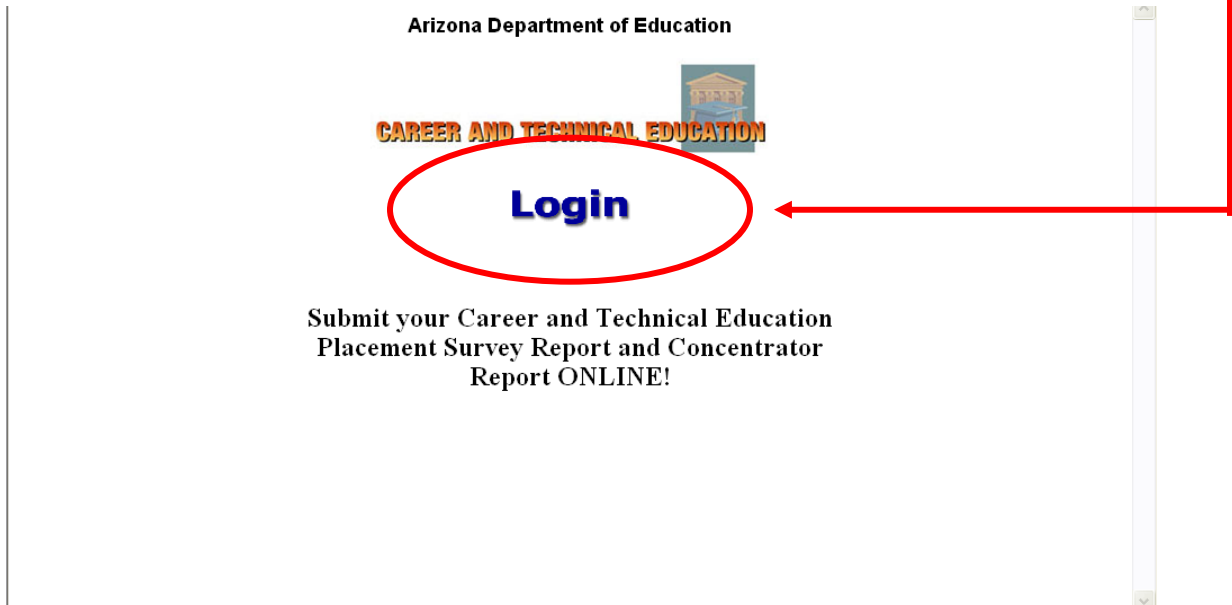 Arizona Department of Education
CAREER AND TECHNICAL EDUCATION
Login
Submit your Career and Technical Education
Placement Survey Report and Concentrator
Report ONLINE!